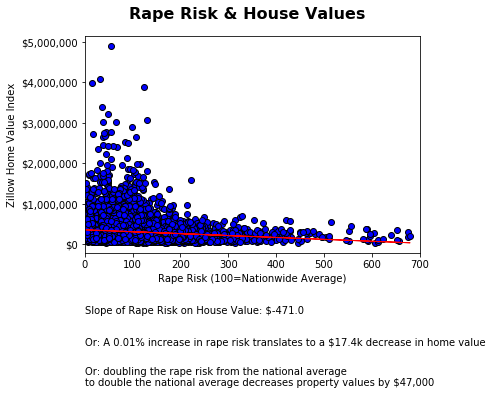 Rape Risk & House Values
$5,000,000
$4,000,000
$3,000,000
$2,000,000
$1,000,000
$0
Zillow Home Value Index
0 100 200 300 400 500 600 700
Rape Risk (100=Nationwide Average)
Slope of Rape Risk on House Value: $-471.0
Or: A 0.01% increase in rape risk translates to a $17.4k decrease in home value
Or: doubling the rape risk from the national average
to double the national average decreases property values by $47,000